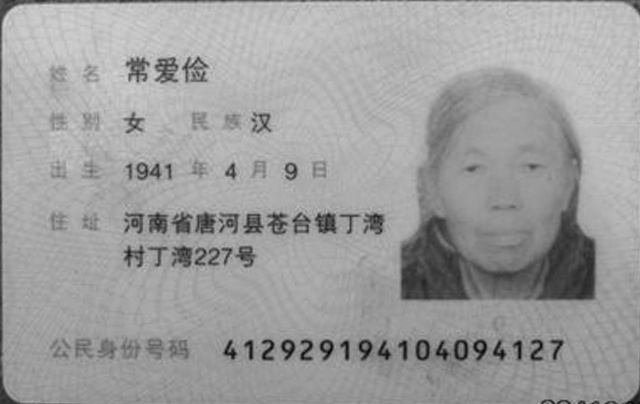 姓名 常爱俭
性别 女 民族 汉
出生 1941 年 4 月 9 日
住址 河南省唐河县苍台镇丁湾
村丁湾227号
公民身份号码 412929194104094127